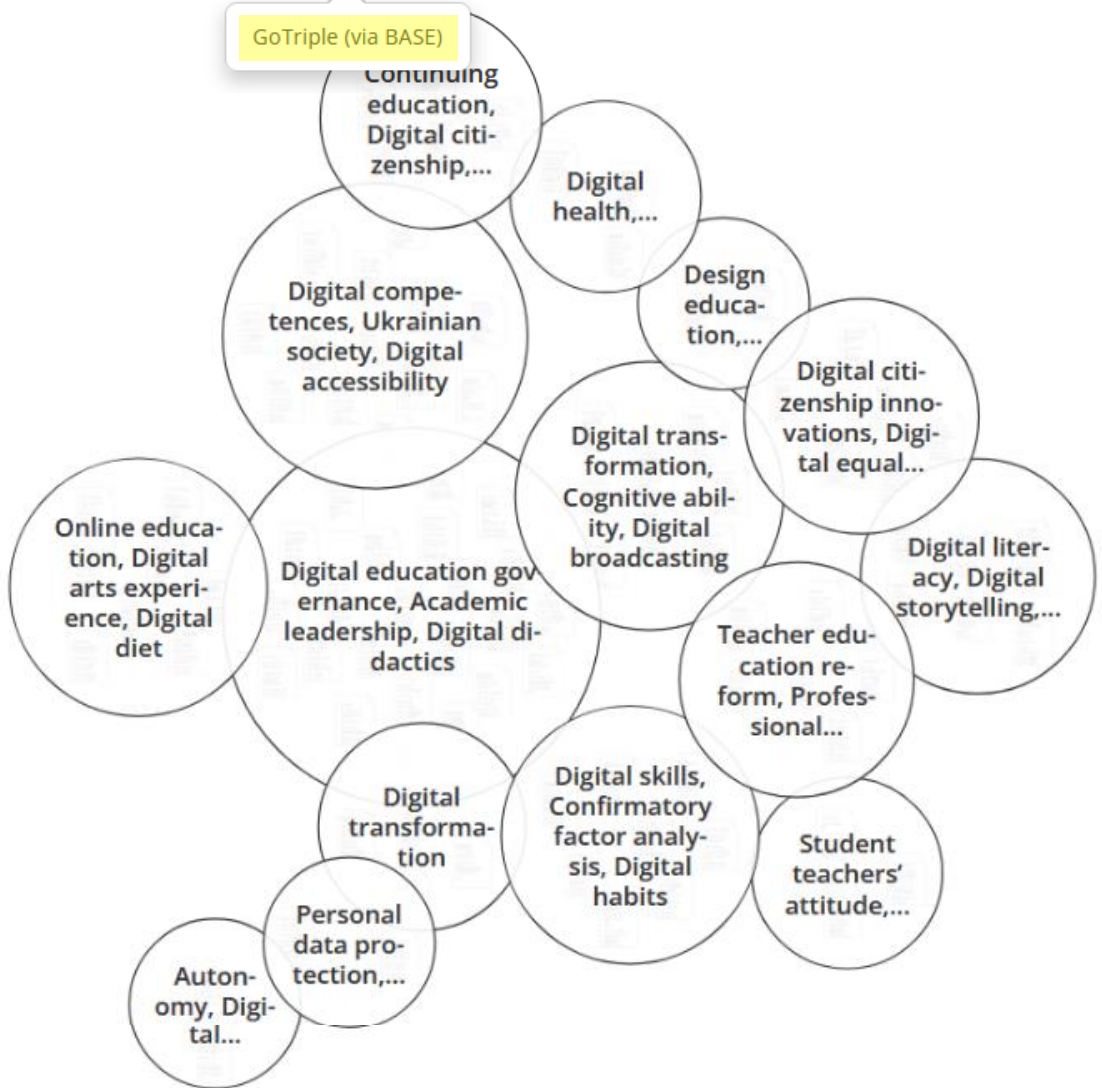 GoTriple (via BASE)
Continuing
education,
Digital citi-
zenship,...
Digital
health,...
Design
educa-
tion,...
Digital compe-
tences, Ukrainian
society, Digital
accessibility
Digital citi-
zenship inno-
vations, Digi-
tal equal...
Digital trans-
formation,
Cognitive abil-
ity, Digital
broadcasting
Online educa-
tion, Digital
arts experi-
ence, Digital
diet
Digital education gov-
ernance, Academic
leadership, Digital di-
dactics
Digital liter-
acy, Digital
storytelling,...
Teacher edu-
cation re-
form, Profes-
sional...
Digital
transforma-
tion
Digital skills,
Confirmatory
factor analy-
sis, Digital
habits
Student
teachers’
attitude,...
Personal
data pro-
tection,...
Auton-
omy, Digi-
tal...